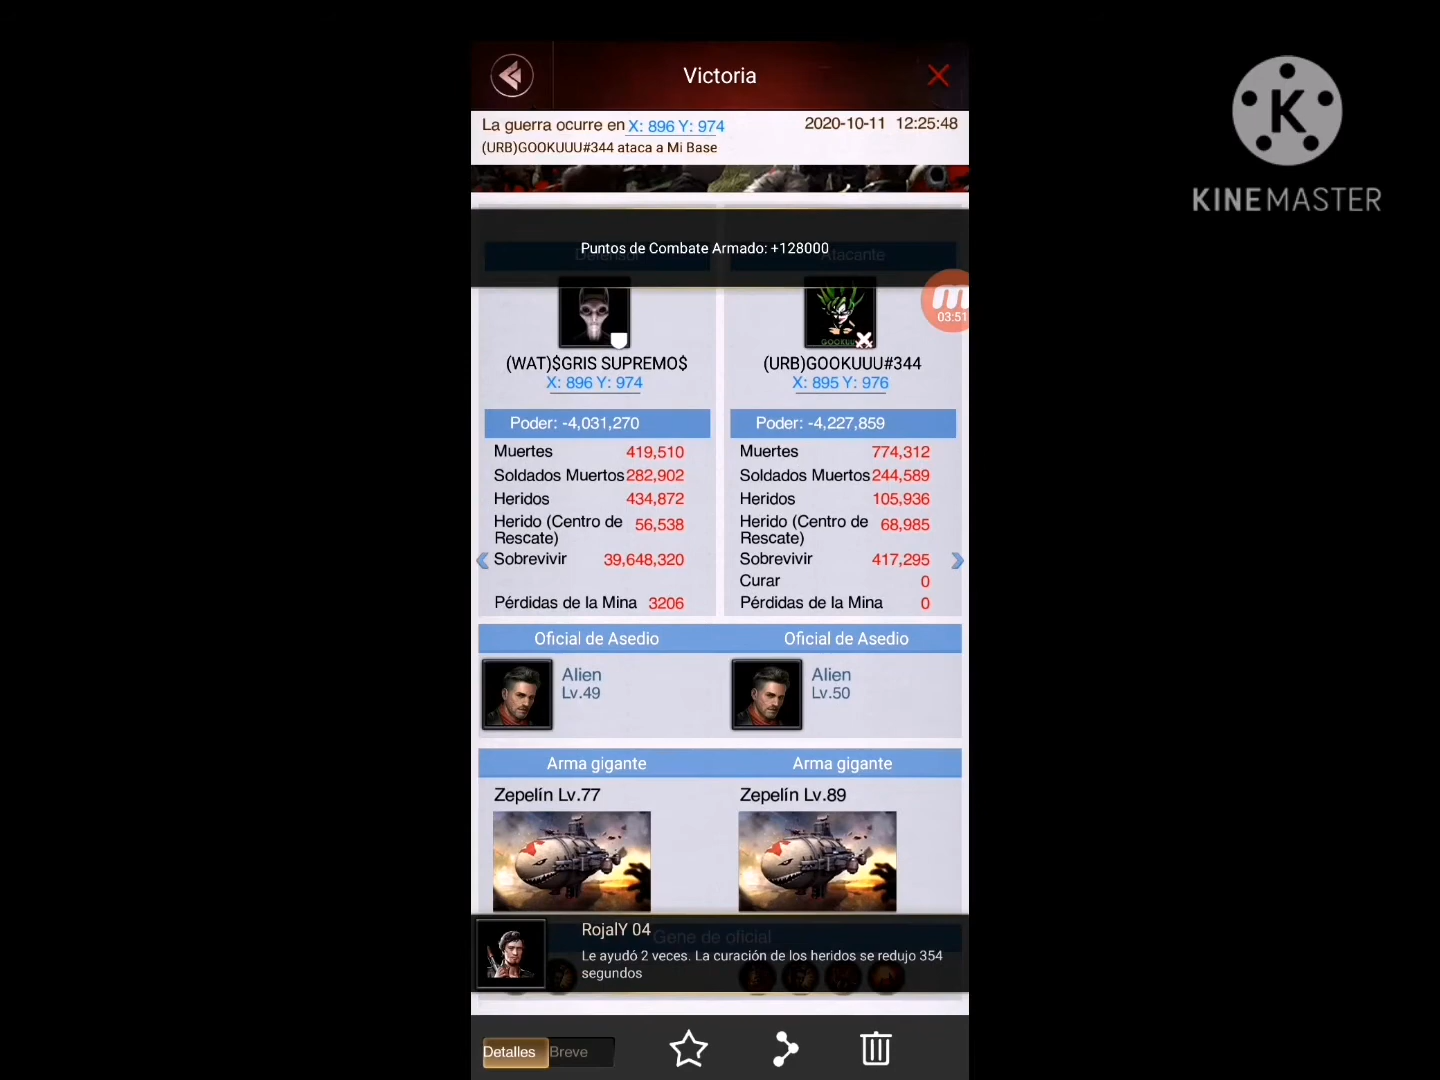 Victoria
La guerra ocurre en X: 896 Y: 974
2020-10-11 12:25:48
(URB)GOOKUUU#344 ataca a Mi Base
Puntos de Combate Armado: +128000
Defensor
Atacante
03:51
GOOKUU
(WAT)$GRIS SUPREMO$
X: 896 Y: 974
(URB)GOOKUUU#344
X: 895 Y: 976
Poder: -4,031,270
Muertes 419,510
Soldados Muertos 282,902
Heridos 434,872
Herido (Centro de 56,538
Rescate)
Sobrevivir 39,648,320
Pérdidas de la Mina 3206
Poder: -4,227,859
Muertes 774,312
Soldados Muertos 244,589
Heridos 105,936
Herido (Centro de 68,985
Rescate)
Sobrevivir 417,295
Curar 0
Pérdidas de la Mina 0
Oficial de Asedio
Oficial de Asedio
Alien
Lv.49
Alien
Lv.50
Arma gigante
Arma gigante
Zepelín Lv.77
Zepelín Lv.89
RojalY 04
Gene de oficial
Le ayudó 2 veces. La curación de los heridos se redujo 354
segundos
Detalles
Breve
K
KINEMASTER